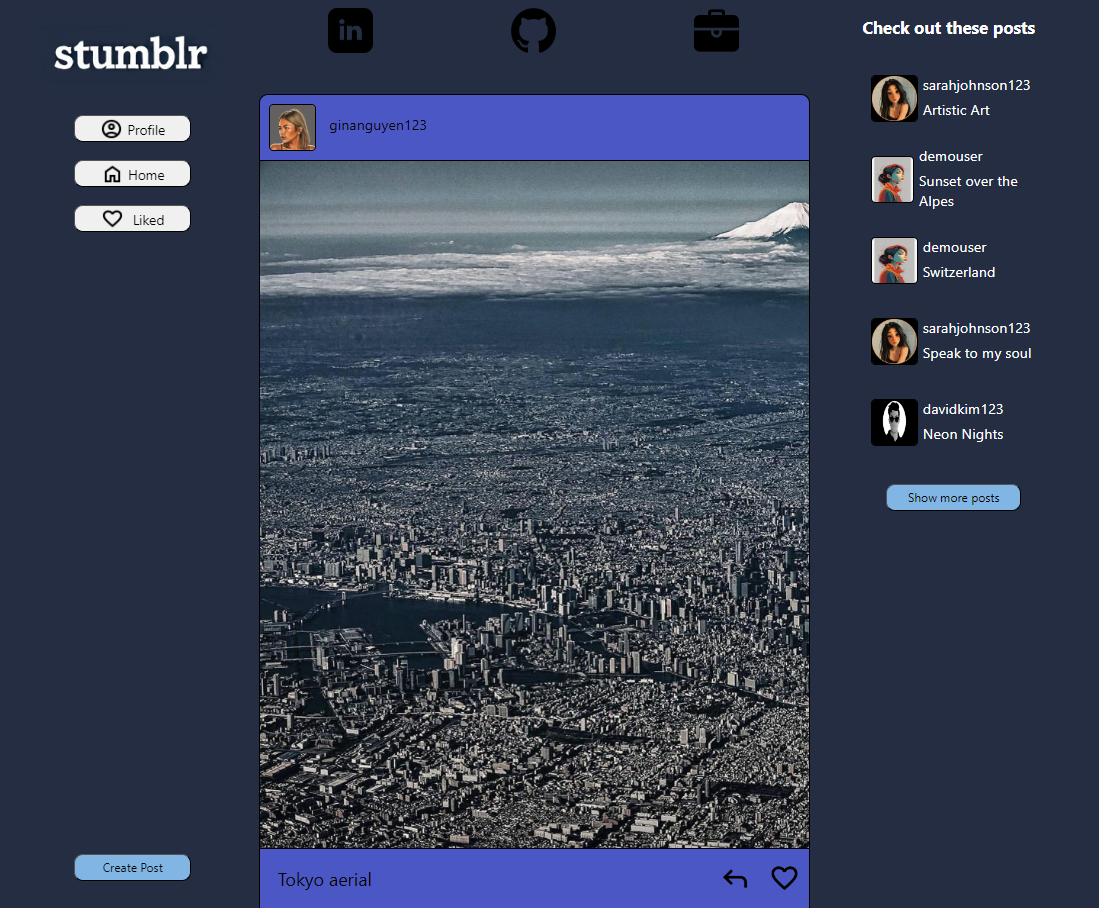 stumblr
Profile
Home
Liked
Create Post
in
ginanguyen123
Tokyo aerial
Check out these posts
sarahjohnson123
Artistic Art
demouser
Sunset over the
Alpes
demouser
Switzerland
sarahjohnson123
Speak to my soul
davidkim123
Neon Nights
Show more posts